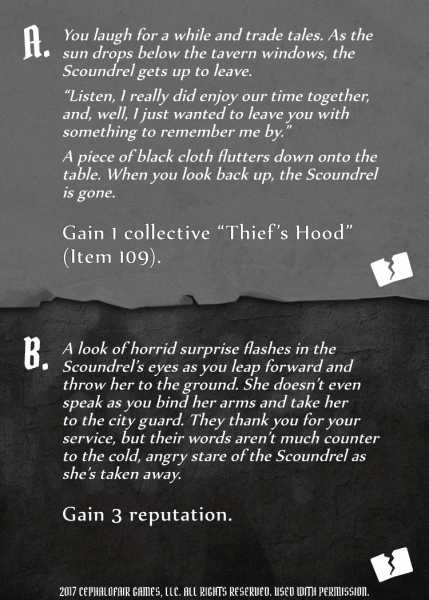 A. You laugh for a while and trade tales. As the
sun drops below the tavern windows, the
Scoundrel gets up to leave.
“Listen, I really did enjoy our time together,
and, well, I just wanted to leave you with
something to remember me by.”
A piece of black cloth flutters down onto the
table. When you look back up, the Scoundrel
is gone.
Gain 1 collective “Thief’s Hood”
(Item 109).
B. A look of horrid surprise flashes in the
Scoundrel’s eyes as you leap forward and
throw her to the ground. She doesn’t even
speak as you bind her arms and take her
to the city guard. They thank you for your
service, but their words aren’t much counter
to the cold, angry stare of the Scoundrel as
she’s taken away.
Gain 3 reputation.
2017 CEPHALOFAIR GAMES, LLC. ALL RIGHTS RESERVED. USED WITH PERMISSION.